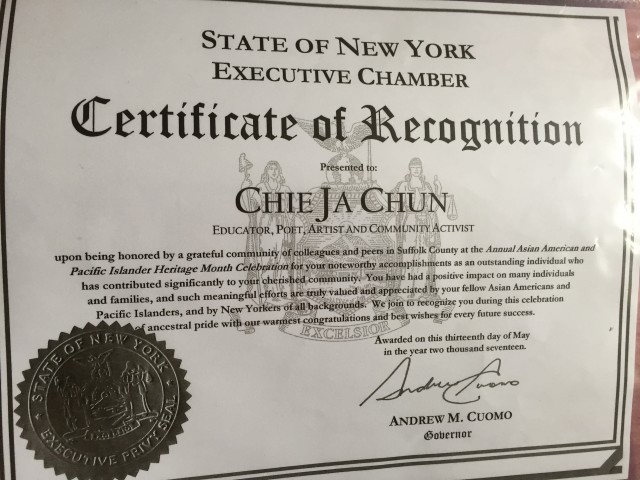 STATE OF NEW YORK
EXECUTIVE CHAMBER
Certificate of Recognition
Presented to:
CHIE JA CHUN
EDUCATOR, POET, ARTIST AND COMMUNITY ACTIVIST
upon being honored by a grateful community of colleagues and peers in Suffolk County at the Annual Asian American and
Pacific Islander Heritage Month Celebration for your noteworthy accomplishments as an outstanding individual who
has contributed significantly to your cherished community. You have had a positive impact on many individuals
and families, and such meaningful efforts are truly valued and appreciated by your fellow Asian Americans and
Pacific Islanders, and by New Yorkers of all backgrounds. We join to recognize you during this celebration
of ancestral pride with our warmest congratulations and best wishes for every future success.
EXCELSIOR
Awarded on this thirteenth day of May
in the year two thousand seventeen.
Andrew Cuomo
ANDREW M. CUOMO
Governor
STATE OF NEW YORK
EXCELSIOR
EXECUTIVE PRIVY SEAL